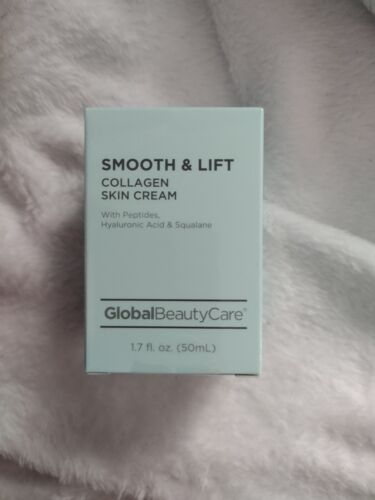 SMOOTH & LIFT
COLLAGEN
SKIN CREAM
With Peptides,
Hyaluronic Acid & Squalane
GlobalBeautyCare®
1.7 fl. oz. (50mL)